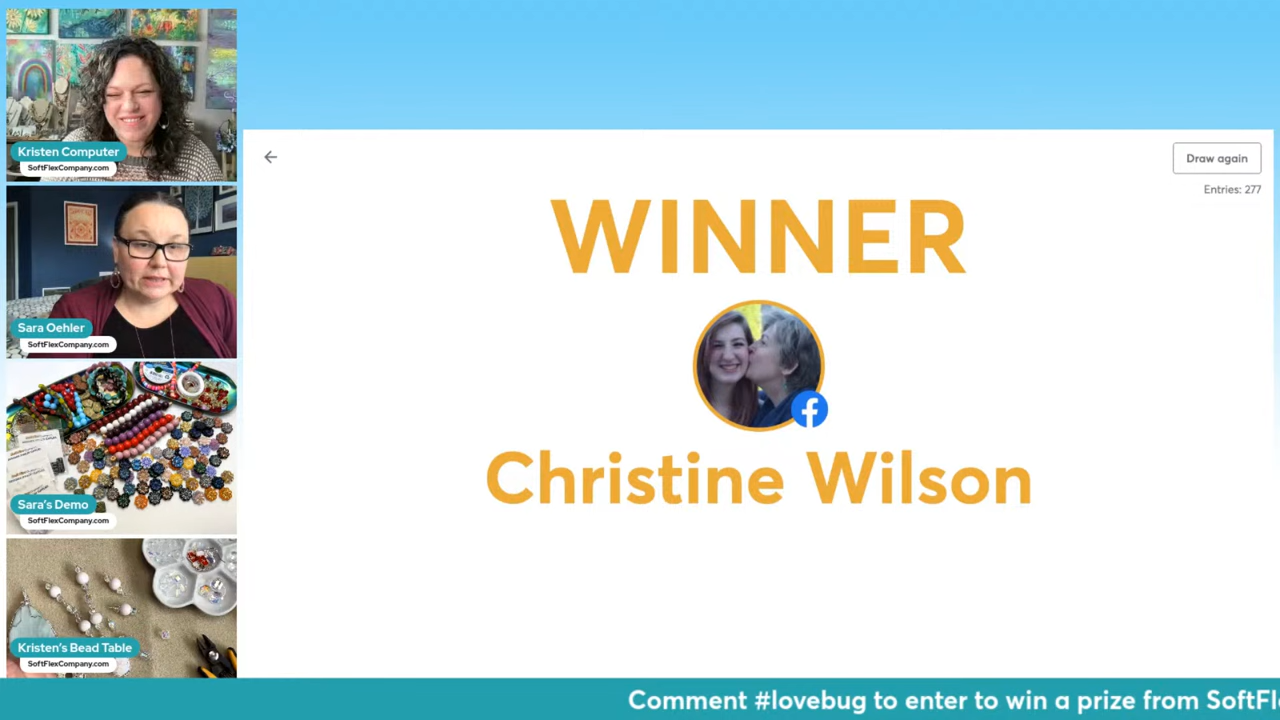 Kristen Computer
SoftFlexCompany.com
Sara Oehler
SoftFlexCompany.com
Sara's Demo
SoftFlexCompany.com
Kristen's Bead Table
SoftFlexCompany.com
Draw again
Entries: 277
WINNER
Christine Wilson
Comment #lovebug to enter to win a prize from SoftFl